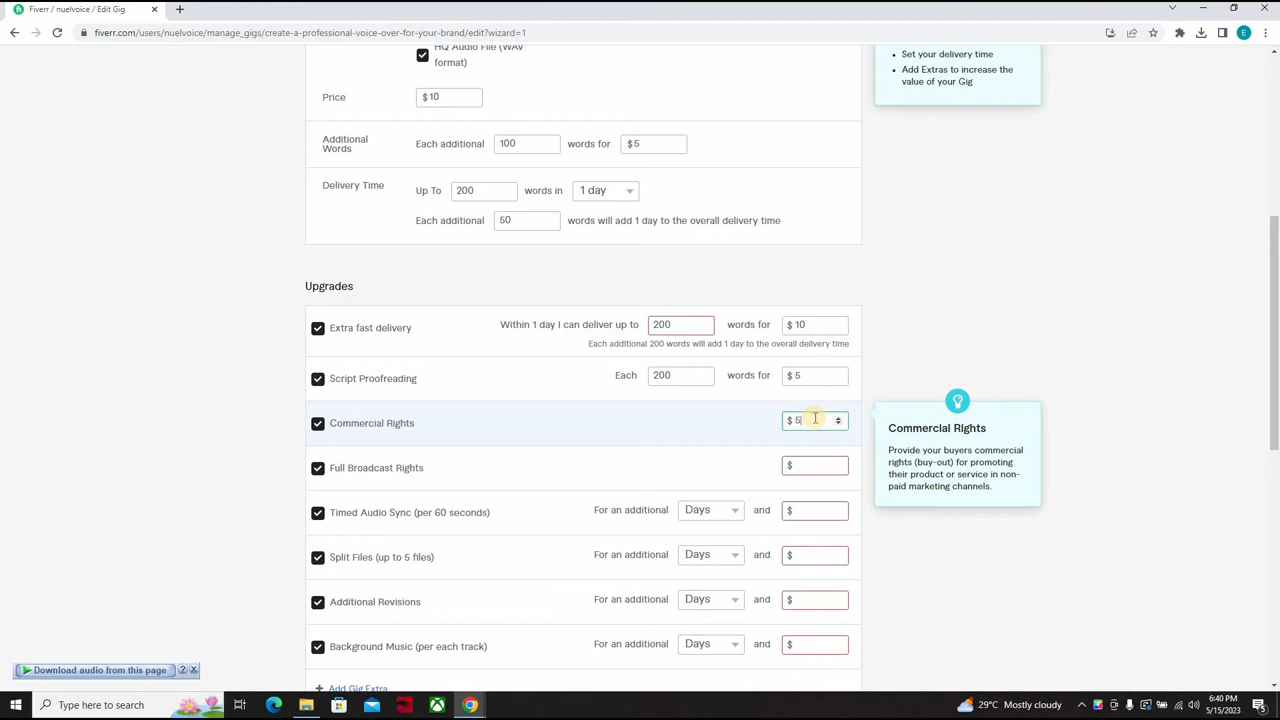 Fiverr / nuelvoice / Edit Gig
fiverr.com/users/nuelvoice/manage_gigs/create-a-professional-voice-over-for-your-brand/edit?wizard=1
E
HQ Audio File (WAV
format)
Set your delivery time
Add Extras to increase the
value of your Gig
Price $10
Additional
Words
Each additional 100 words for $5
Delivery Time Up To 200 words in 1 day
Each additional 50 words will add 1 day to the overall delivery time
Upgrades
Extra fast delivery Within 1 day I can deliver up to 200 words for $ 10
Each additional 200 words will add 1 day to the overall delivery time
Script Proofreading Each 200 words for $ 5
Commercial Rights $ 5
Commercial Rights
Provide your buyers commercial
rights (buy-out) for promoting
their product or service in non-
paid marketing channels.
Full Broadcast Rights $
Timed Audio Sync (per 60 seconds) For an additional Days and $
Split Files (up to 5 files) For an additional Days and $
Additional Revisions For an additional Days and $
Background Music (per each track) For an additional Days and $
Download audio from this page ? X
+ Add Gig Extra
Type here to search
29°C Mostly cloudy
6:40 PM
5/15/2023